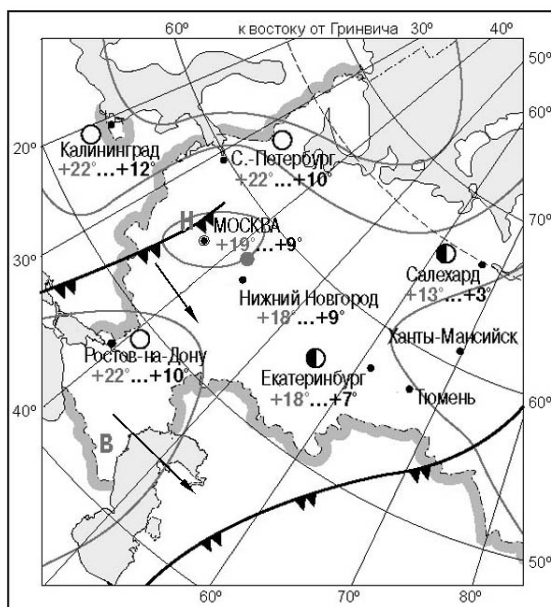 60° к востоку от Гринвича 30° 40°
50°
60°
20°
Калининград
+22°...+12°
С.-Петербург
+22°...+10°
70°
Н
МОСКВА
+19°...+9°
30°
Салехард
+13°...+3°
Нижний Новгород
+18°...+9°
Ханты-Мансийск
Ростов-на-Дону
+22°...+10°
Екатеринбург
+18°...+7°
Тюмень
60°
40°
В
50°
60° 70° 80°